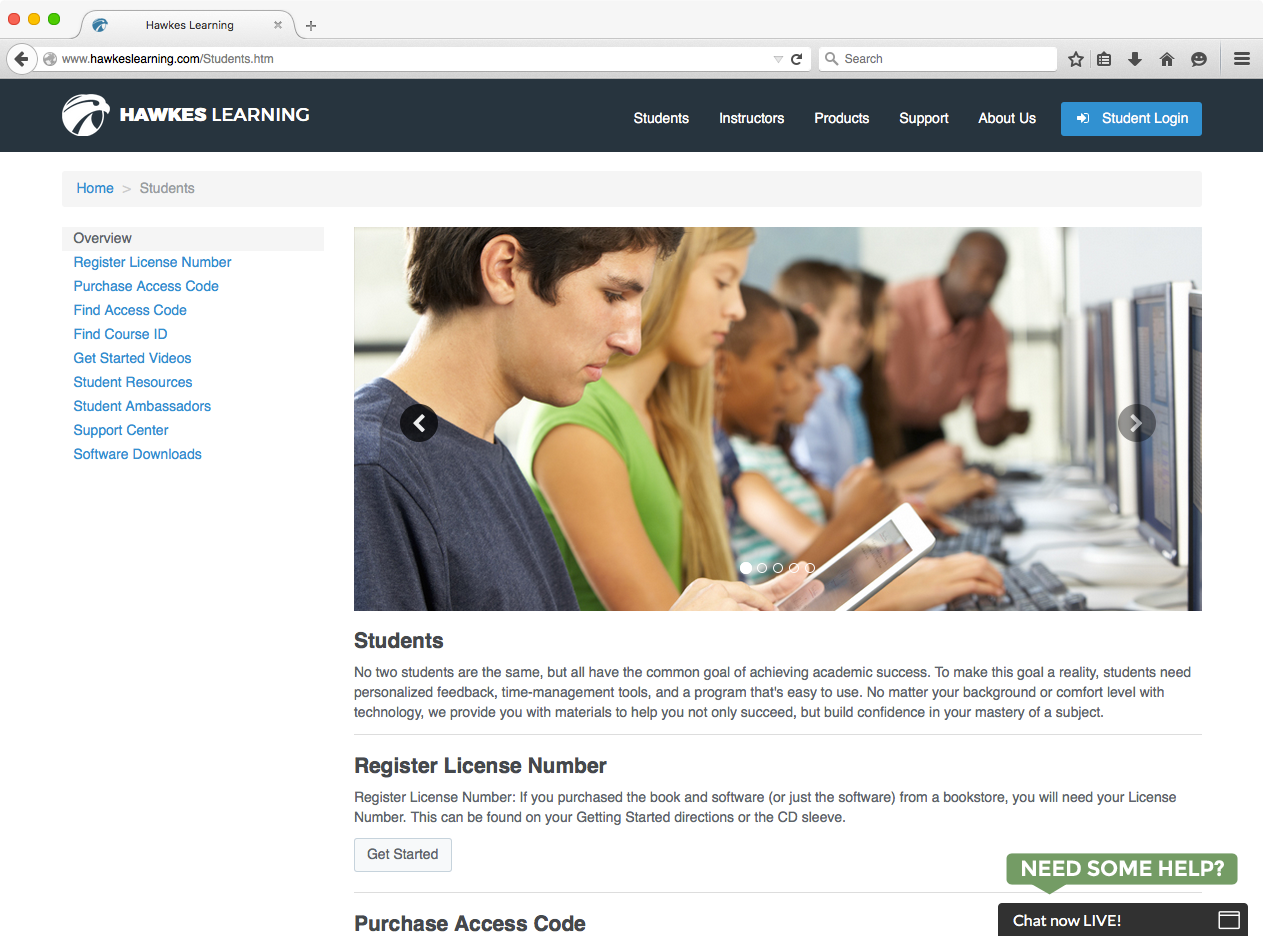 Hawkes Learning
www.hawkeslearning.com/Students.htm
Search
HAWKES LEARNING
Students
Instructors
Products
Support
About Us
Student Login
Home > Students
Overview
Register License Number
Purchase Access Code
Find Access Code
Find Course ID
Get Started Videos
Student Resources
Student Ambassadors
Support Center
Software Downloads
Students
No two students are the same, but all have the common goal of achieving academic success. To make this goal a reality, students need
personalized feedback, time-management tools, and a program that's easy to use. No matter your background or comfort level with
technology, we provide you with materials to help you not only succeed, but build confidence in your mastery of a subject.
Register License Number
Register License Number: If you purchased the book and software (or just the software) from a bookstore, you will need your License
Number. This can be found on your Getting Started directions or the CD sleeve.
Get Started
Purchase Access Code
NEED SOME HELP?
Chat now LIVE!